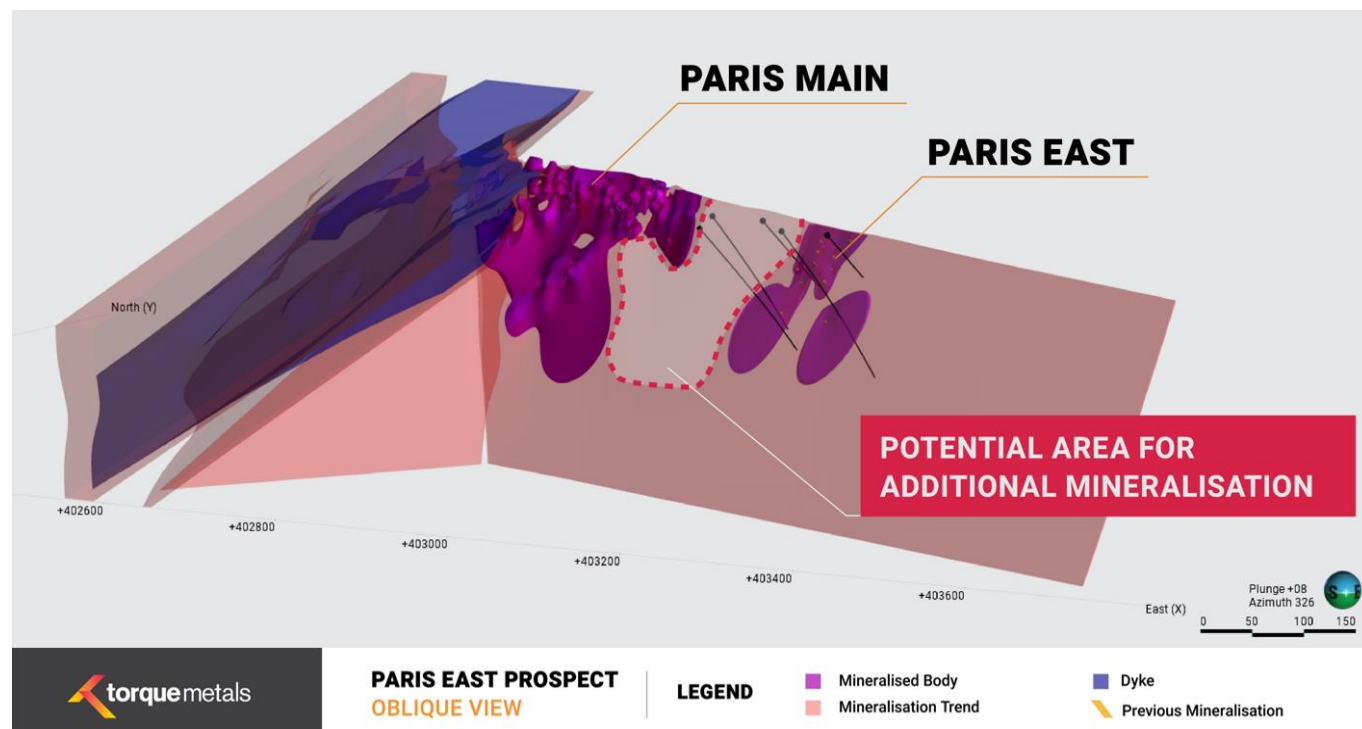 PARIS MAIN
PARIS EAST
North (Y)
POTENTIAL AREA FOR
ADDITIONAL MINERALISATION
+402600
+402800
+403000
+403200
+403400
+403600
East (X)
Plunge +08
Azimuth 326
S
0 50 100 150
torquemetals
PARIS EAST PROSPECT
OBLIQUE VIEW
LEGEND
Mineralised Body
Mineralisation Trend
Dyke
Previous Mineralisation